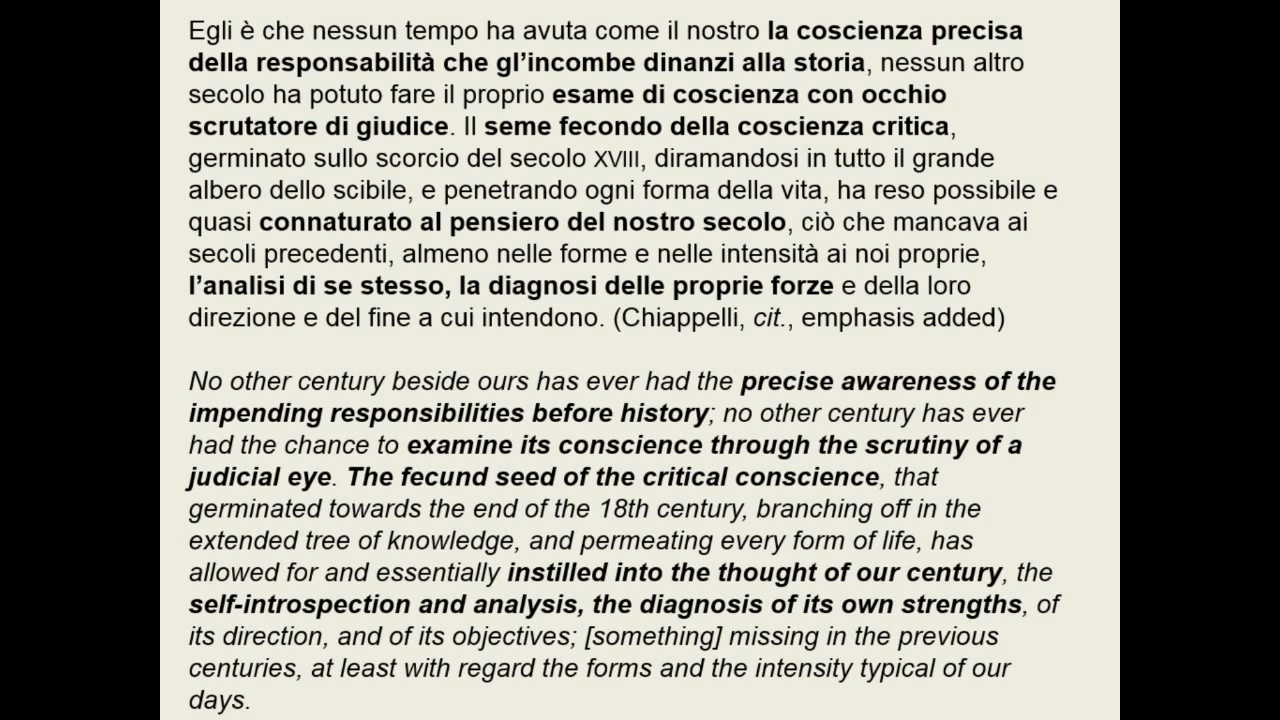 Egli è che nessun tempo ha avuta come il nostro la coscienza precisa
della responsabilità che gl’incombe dinanzi alla storia, nessun altro
secolo ha potuto fare il proprio esame di coscienza con occhio
scrutatore di giudice. Il seme fecondo della coscienza critica,
germinato sullo scorcio del secolo XVIII, diramandosi in tutto il grande
albero dello scibile, e penetrando ogni forma della vita, ha reso possibile e
quasi connaturato al pensiero del nostro secolo, ciò che mancava ai
secoli precedenti, almeno nelle forme e nelle intensità ai noi proprie,
l’analisi di se stesso, la diagnosi delle proprie forze e della loro
direzione e del fine a cui intendono. (Chiappelli, cit., emphasis added)
No other century beside ours has ever had the precise awareness of the
impending responsibilities before history; no other century has ever
had the chance to examine its conscience through the scrutiny of a
judicial eye. The fecund seed of the critical conscience, that
germinated towards the end of the 18th century, branching off in the
extended tree of knowledge, and permeating every form of life, has
allowed for and essentially instilled into the thought of our century, the
self-introspection and analysis, the diagnosis of its own strengths, of
its direction, and of its objectives; [something] missing in the previous
centuries, at least with regard the forms and the intensity typical of our
days.